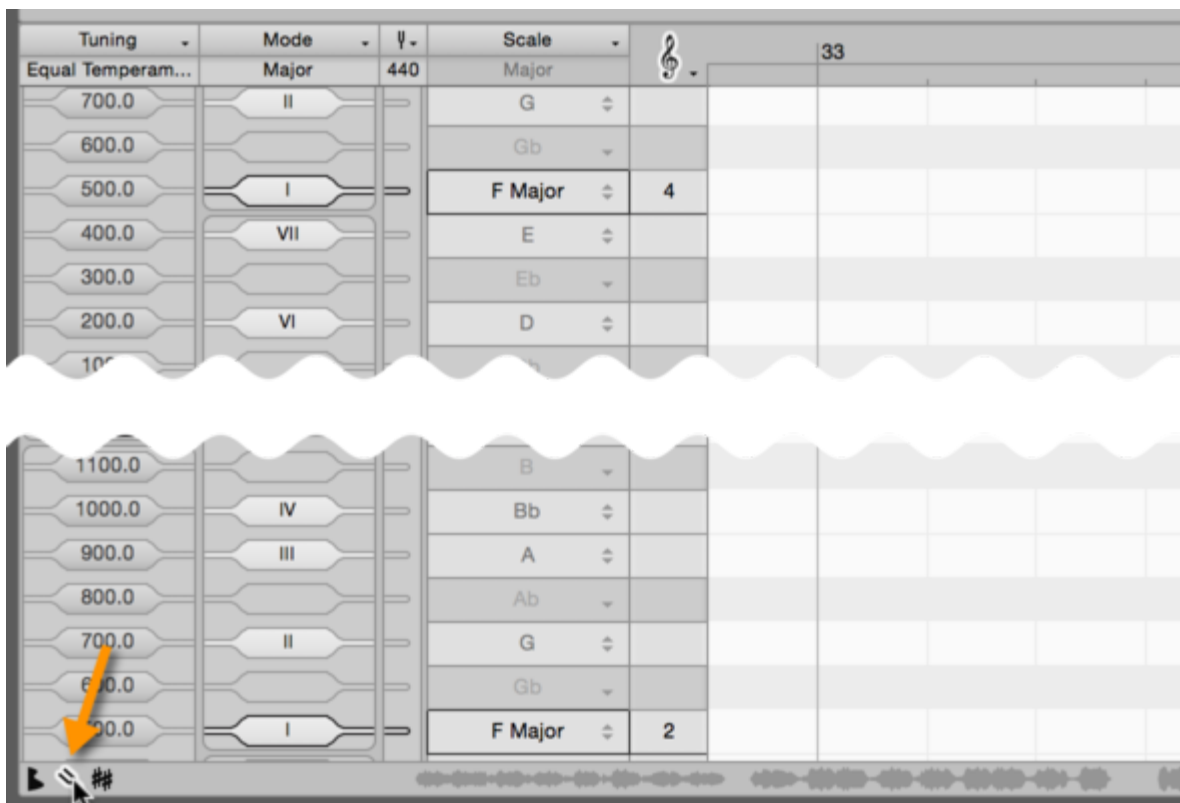 Tuning Mode Scale 33
Equal Temperam... Major 440 Major
700.0 II G
600.0 Gb
500.0 I F Major 4
400.0 VII E
300.0 Eb
200.0 VI D
1100.0 B
1000.0 IV Bb
900.0 III A
800.0 Ab
700.0 II G
Gb
I F Major 2